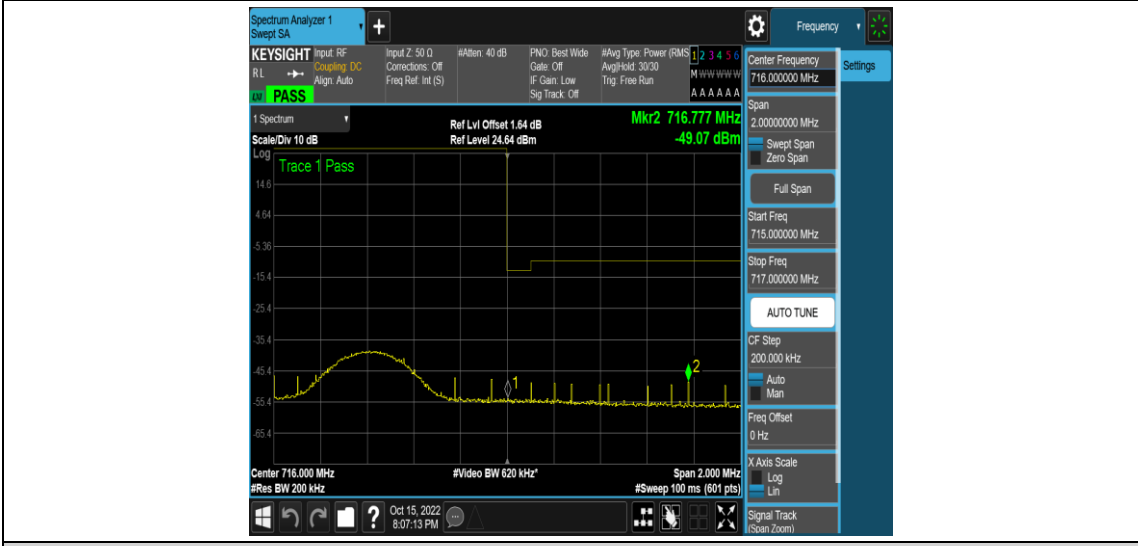 Spectrum Analyzer 1
Swept SA
+
Frequency
KEYSIGHT
RL
PASS
Input: RF
Coupling: DC
Align: Auto
Input Z: 50 Ω
Corrections: Off
Freq Ref: Int (S)
#Atten: 40 dB
PNO: Best Wide
Gate: Off
IF Gain: Low
Sig Track: Off
#Avg Type: Power (RMS
Avg|Hold: 30/30
Trig: Free Run
1 2 3 4 5 6
M W W W W W
A A A A A A
1 Spectrum
Scale/Div 10 dB
Ref Lvl Offset 1.64 dB
Ref Level 24.64 dBm
Mkr2 716.777 MHz
-49.07 dBm
Log
Trace 1 Pass
14.6
4.64
-5.36
-15.4
-25.4
-35.4
-45.4
-55.4
-65.4
1
2
Center 716.000 MHz
#Res BW 200 kHz
#Video BW 620 kHz*
Span 2.000 MHz
#Sweep 100 ms (601 pts)
?
Oct 15, 2022
8:07:13 PM
Center Frequency
716.000000 MHz
Span
2.00000000 MHz
Swept Span
Zero Span
Full Span
Start Freq
715.000000 MHz
Stop Freq
717.000000 MHz
AUTO TUNE
CF Step
200.000 kHz
Auto
Man
Freq Offset
0 Hz
X Axis Scale
Log
Lin
Signal Track
(Span Zoom)
Settings